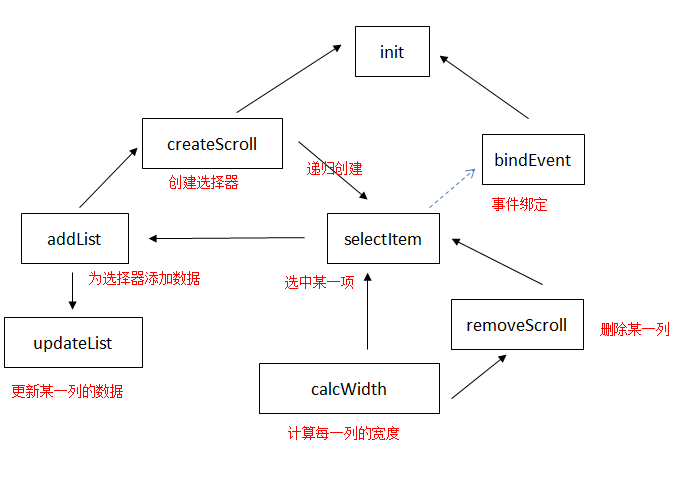 init
createScroll
创建选择器
递归创建
bindEvent
事件绑定
addList
为选择器添加数据
selectItem
选中某一项
updateList
更新某一列的数据
removeScroll
删除某一列
calcWidth
计算每一列的宽度